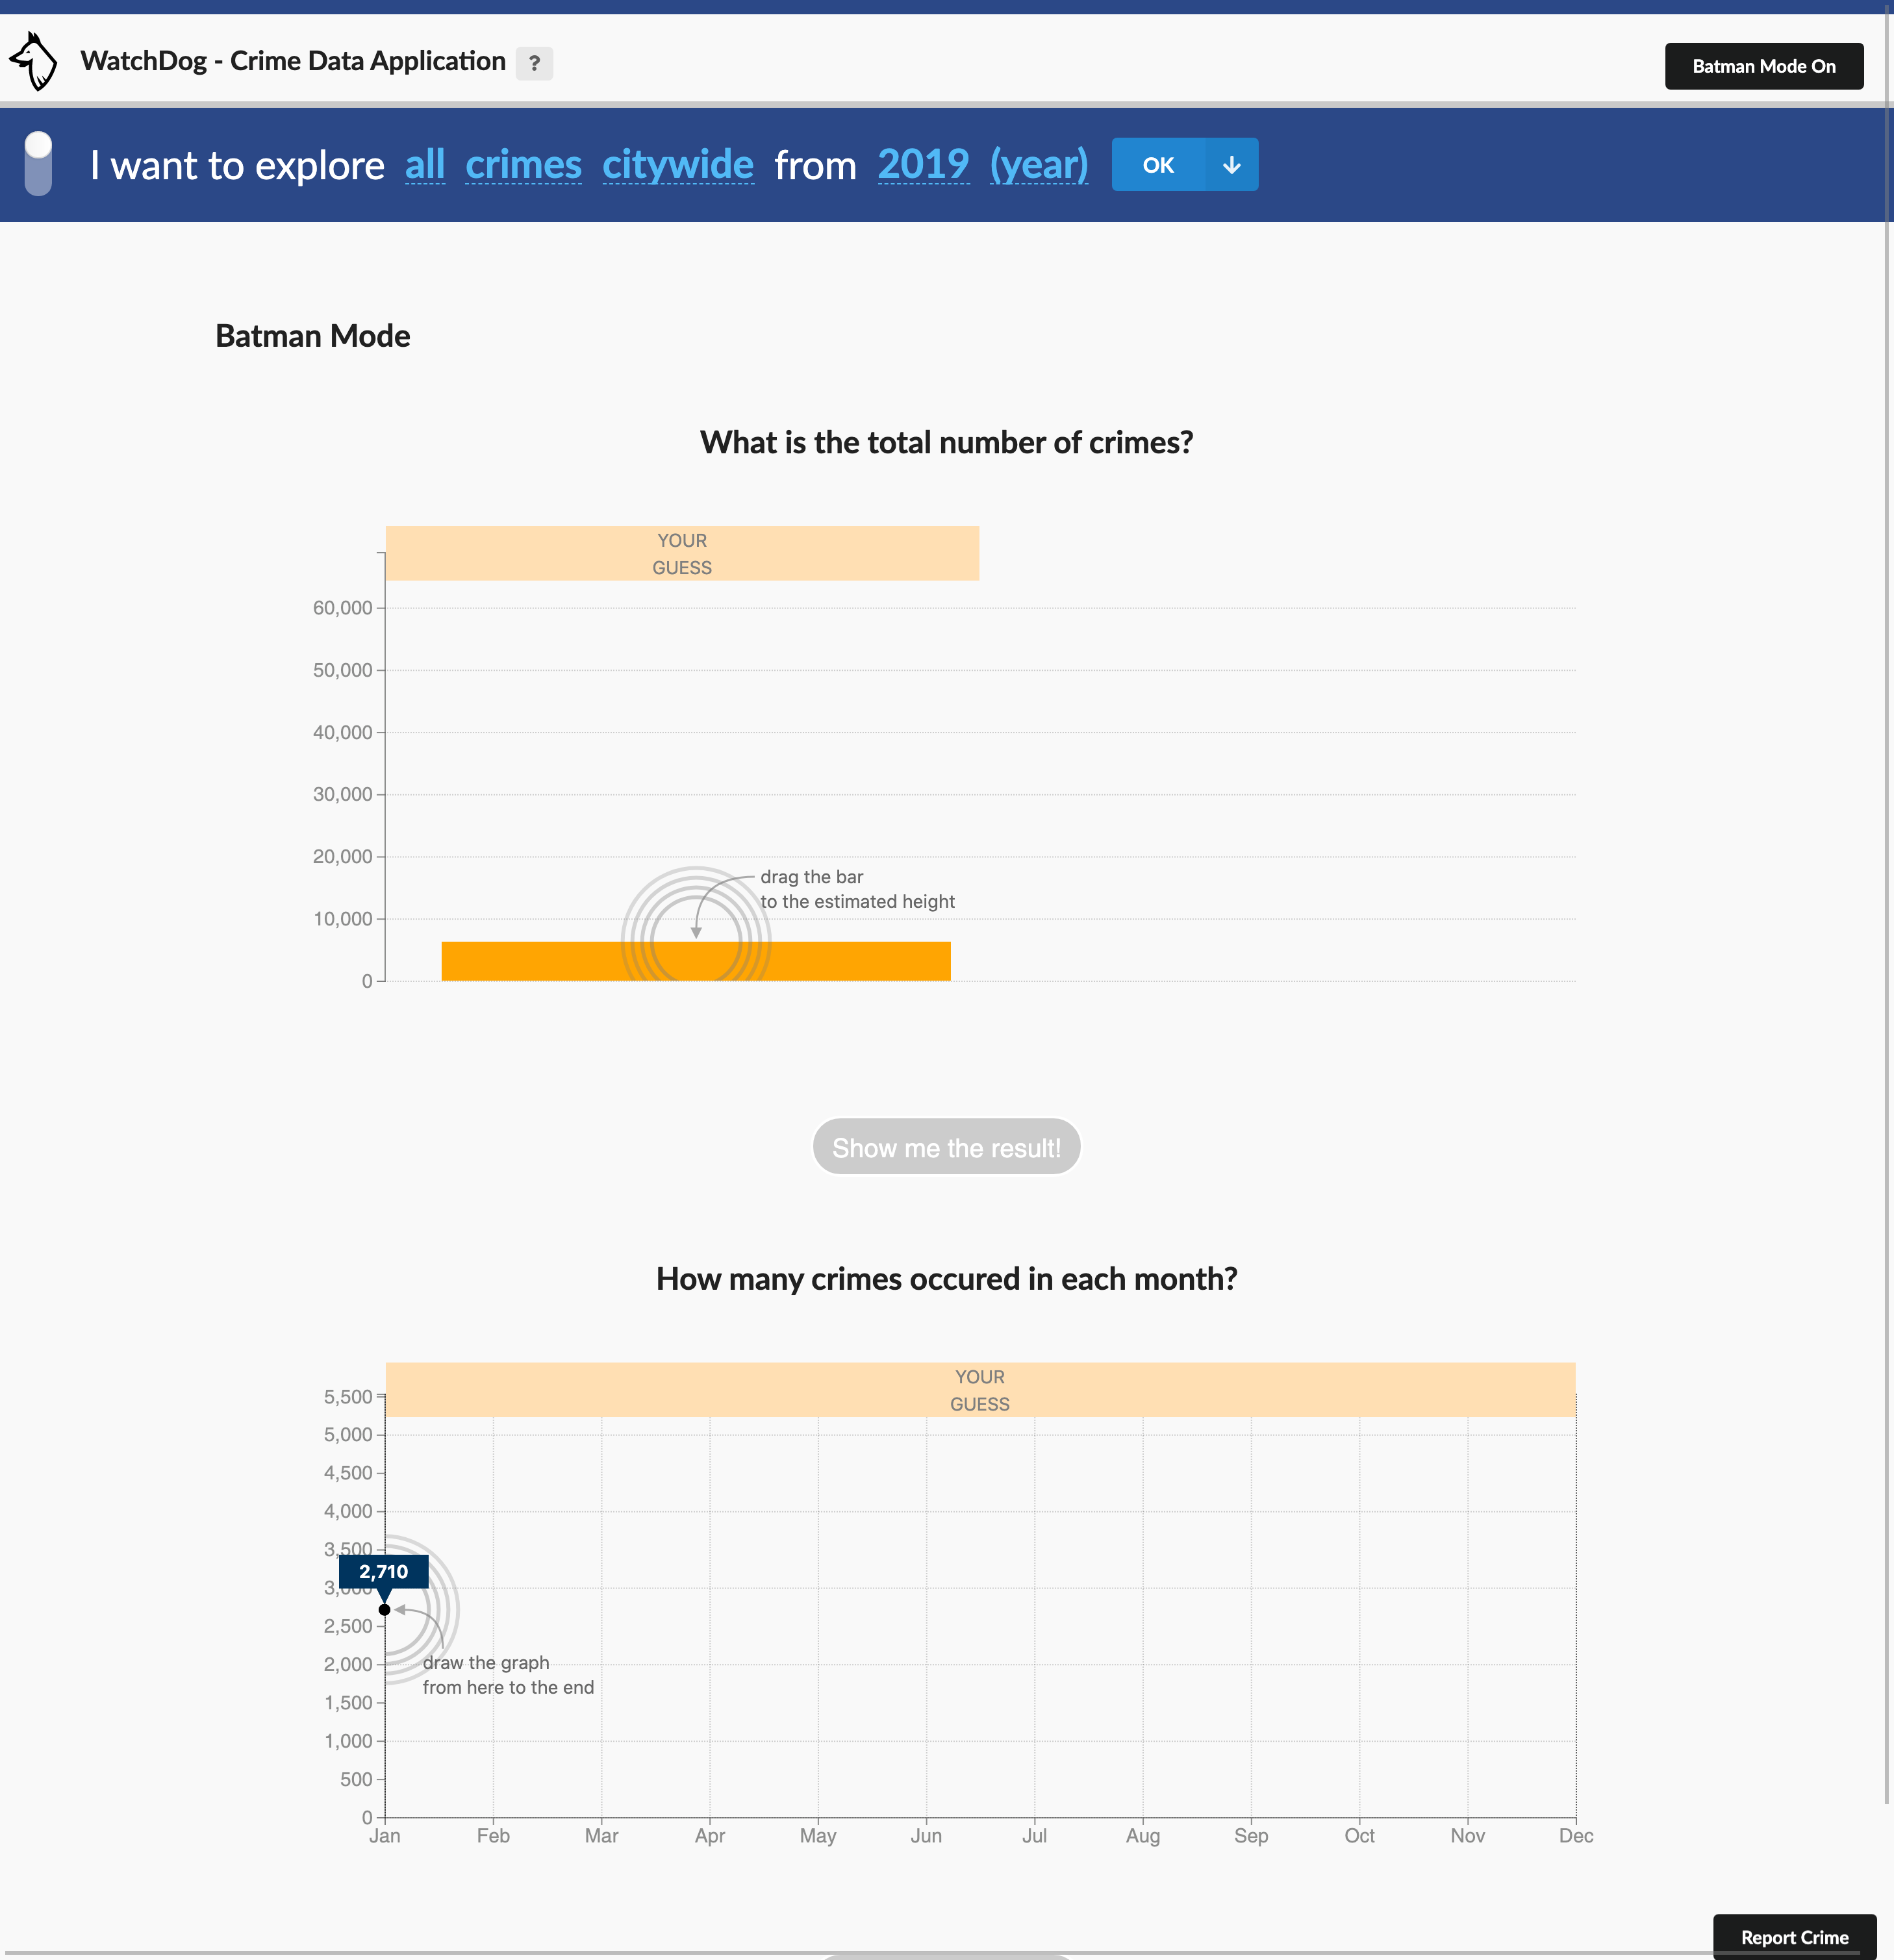 WatchDog - Crime Data Application ?
Batman Mode On
I want to explore all crimes citywide from 2019 (year) OK
Batman Mode
What is the total number of crimes?
YOUR
GUESS
60,000
50,000
40,000
30,000
20,000
drag the bar
to the estimated height
10,000
0
Show me the result!
How many crimes occured in each month?
YOUR
GUESS
5,500
5,000
4,500
4,000
3,500
2,710
3,000
2,500
2,000
draw the graph
from here to the end
1,500
1,000
500
0
Jan Feb Mar Apr May Jun Jul Aug Sep Oct Nov Dec
Report Crime